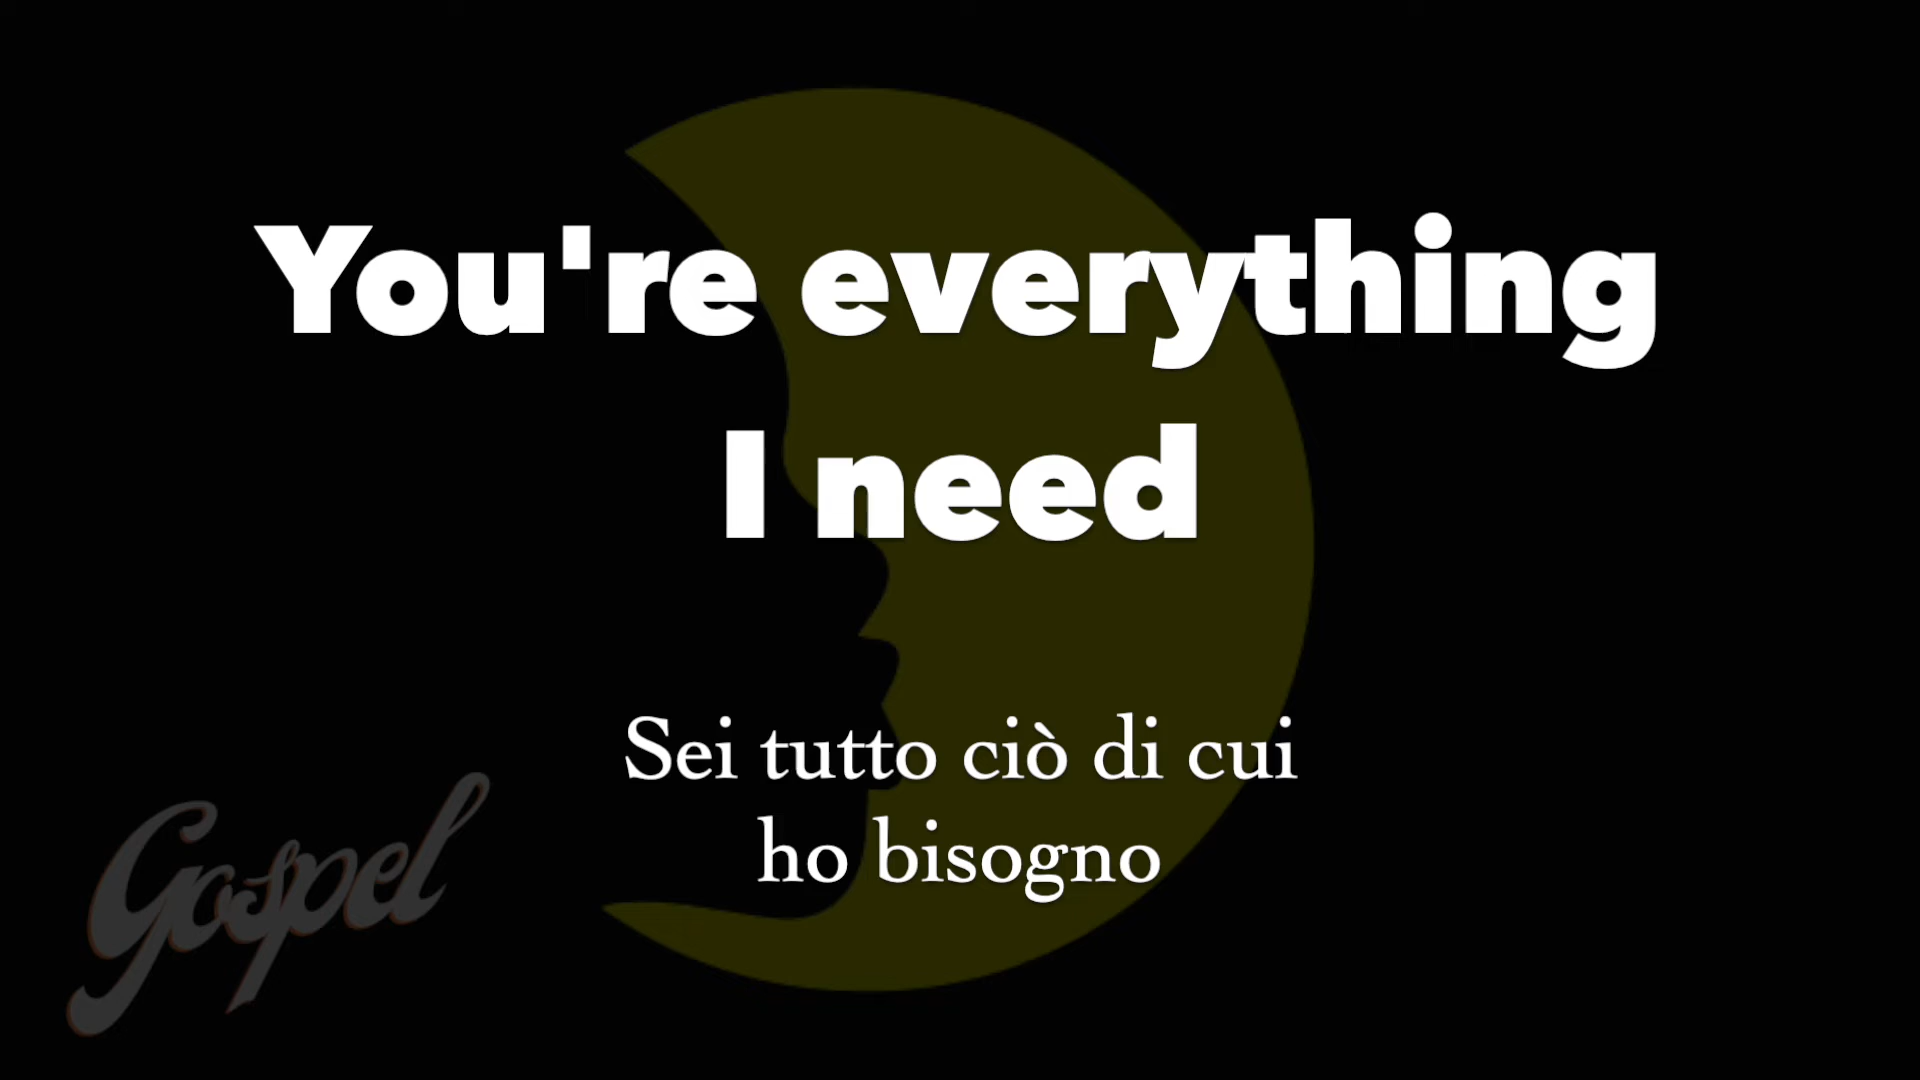 You're everything
I need
Sei tutto ciò di cui
ho bisogno
Gospel